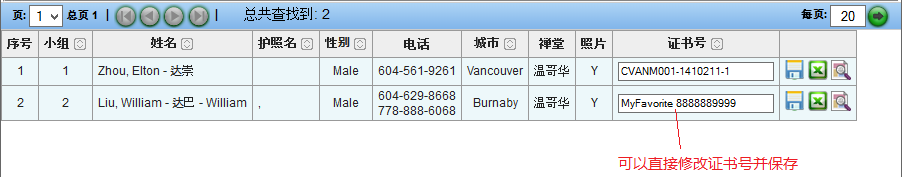 页: 1 总页 1 | | 总共查找到: 2 每页: 20
序号 小组 姓名 护照名 性别 电话 城市 禅堂 照片 证书号
1 1 Zhou, Elton - 达崇 Male 604-561-9261 Vancouver 温哥华 Y CVANM001-1410211-1
2 2 Liu, William - 达巴 - William , Male 604-629-8668 Burnaby 温哥华 Y MyFavorite 8888889999
778-888-6068
可以直接修改证书号并保存